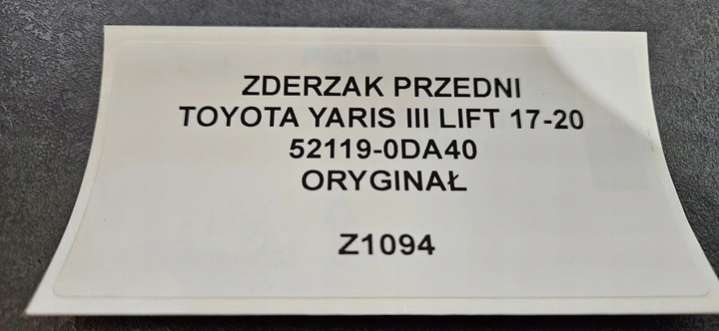 ZDERZAK PRZEDNI
TOYOTA YARIS III LIFT 17-20
52119-0DA40
ORYGINAŁ
Z1094